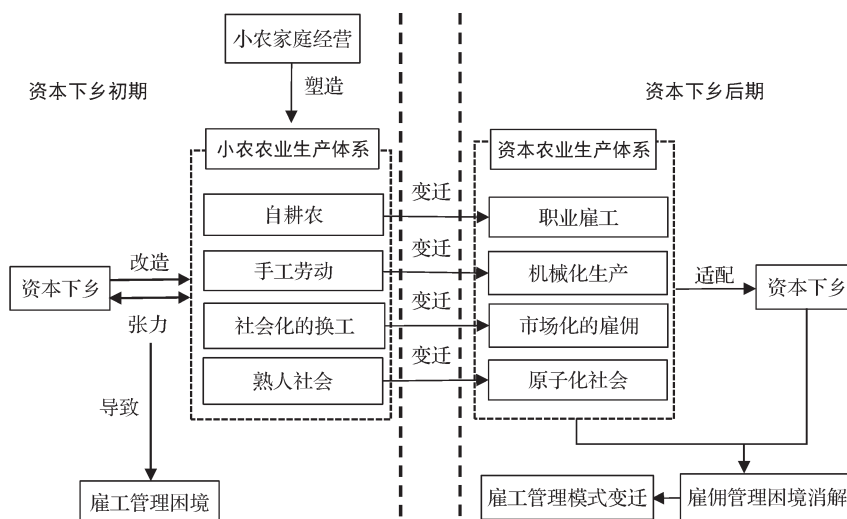 小农家庭经营
资本下乡初期
塑造
资本下乡后期
小农农业生产体系
资本农业生产体系
自耕农
变迁
职业雇工
资本下乡
改造
张力
手工劳动
变迁
机械化生产
适配
资本下乡
社会化的换工
变迁
市场化的雇佣
熟人社会
变迁
原子化社会
导致
雇工管理困境
雇工管理模式变迁
雇佣管理困境消解